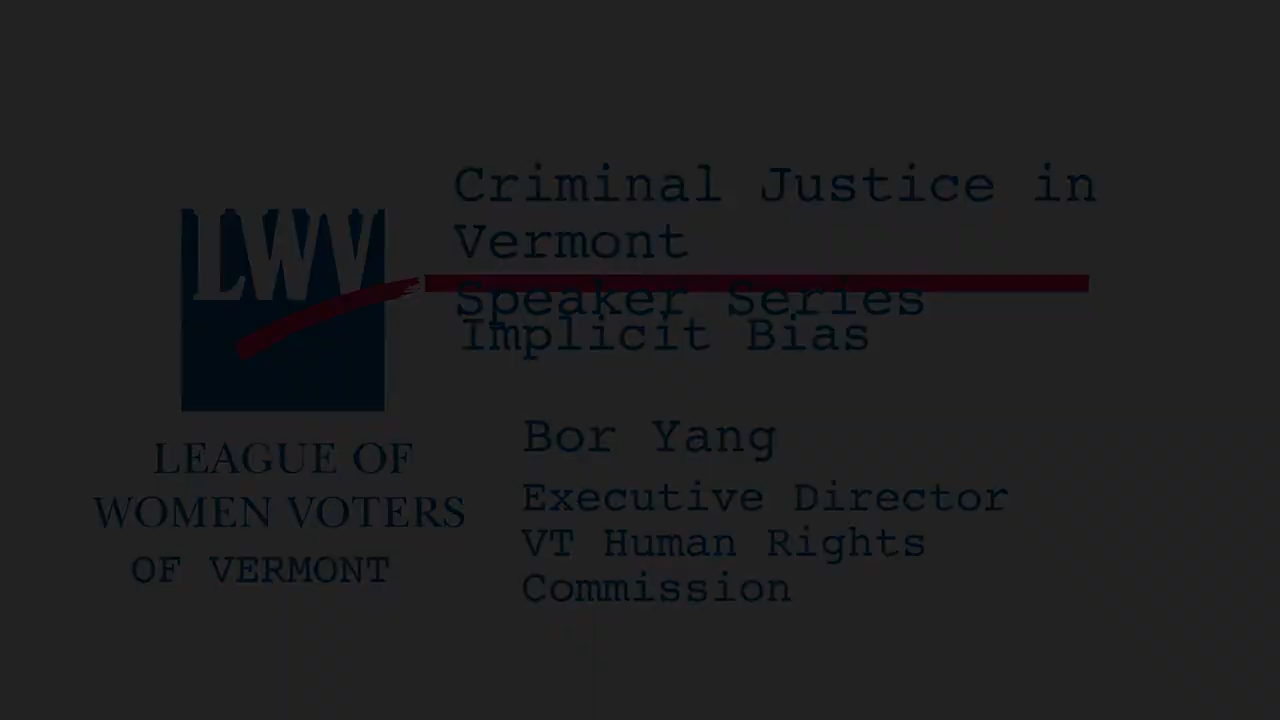 LWV
LEAGUE OF
WOMEN VOTERS
OF VERMONT
Criminal Justice in
Vermont
Speaker Series
Implicit Bias
Bor Yang
Executive Director
VT Human Rights
Commission